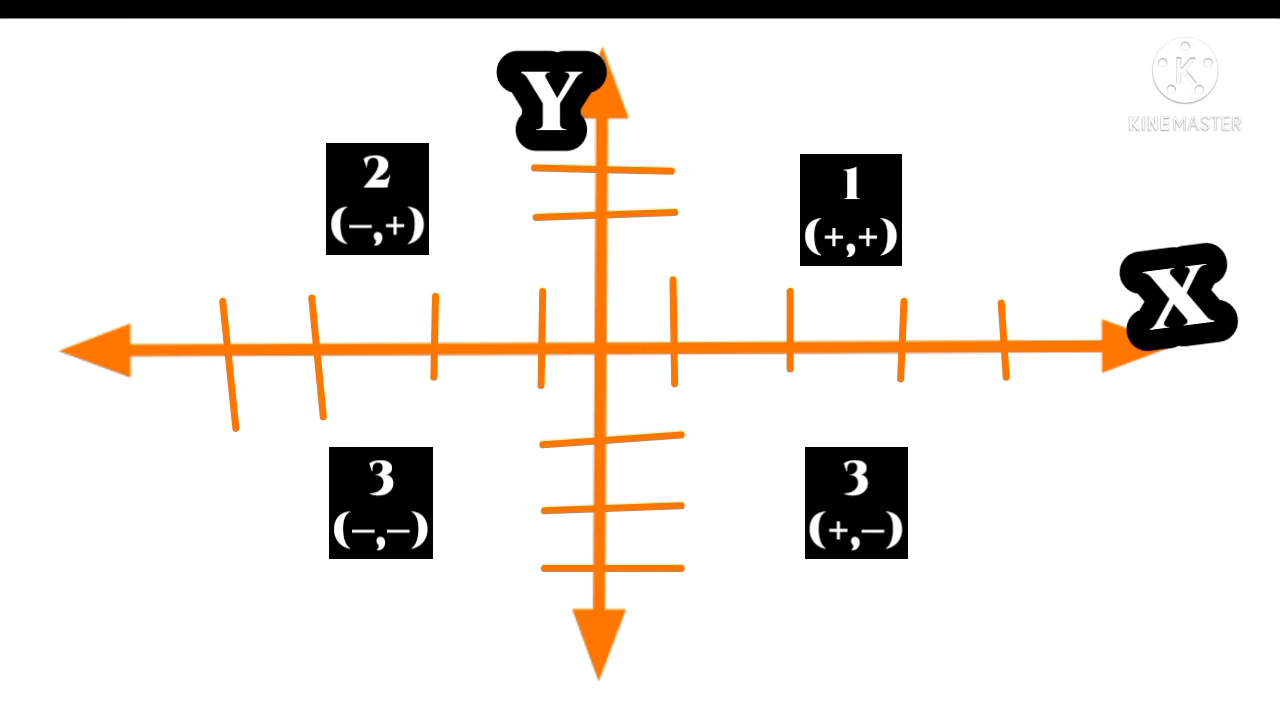 Y
K
KINEMASTER
2
(−,+)
1
(+,+)
X
3
(−,−)
3
(+,−)